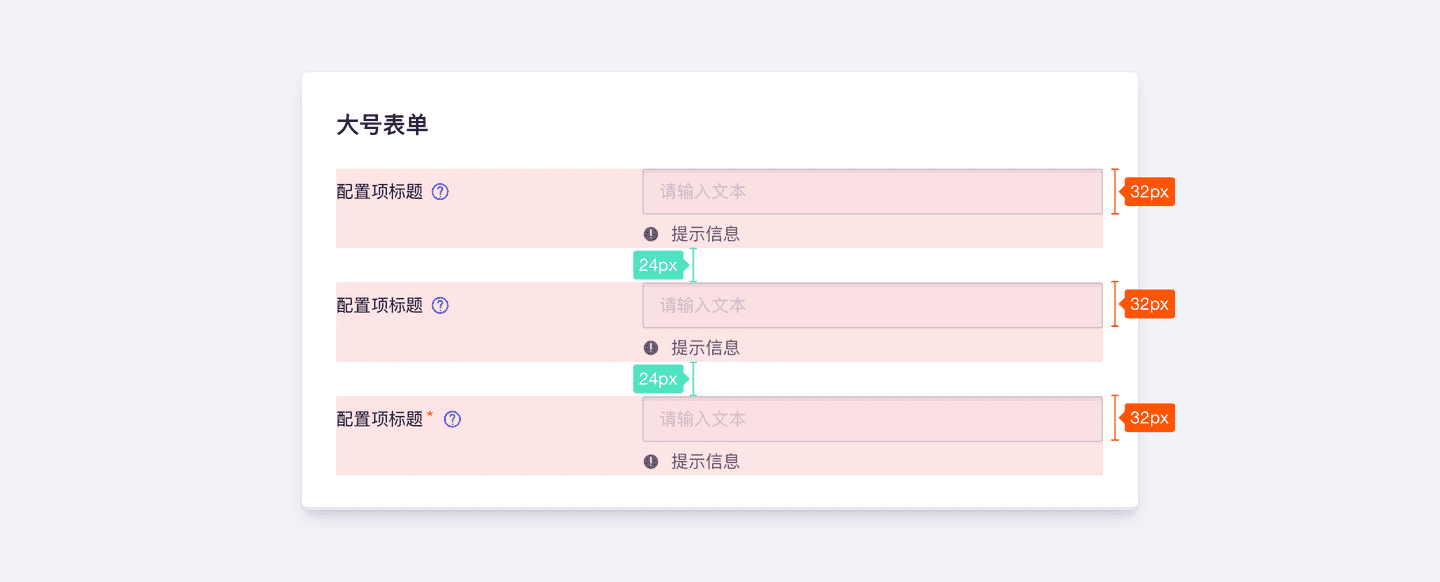 大号表单
配置项标题 ? 请输入文本 32px
提示信息
24px
配置项标题 ? 请输入文本 32px
提示信息
24px
配置项标题 * ? 请输入文本 32px
提示信息